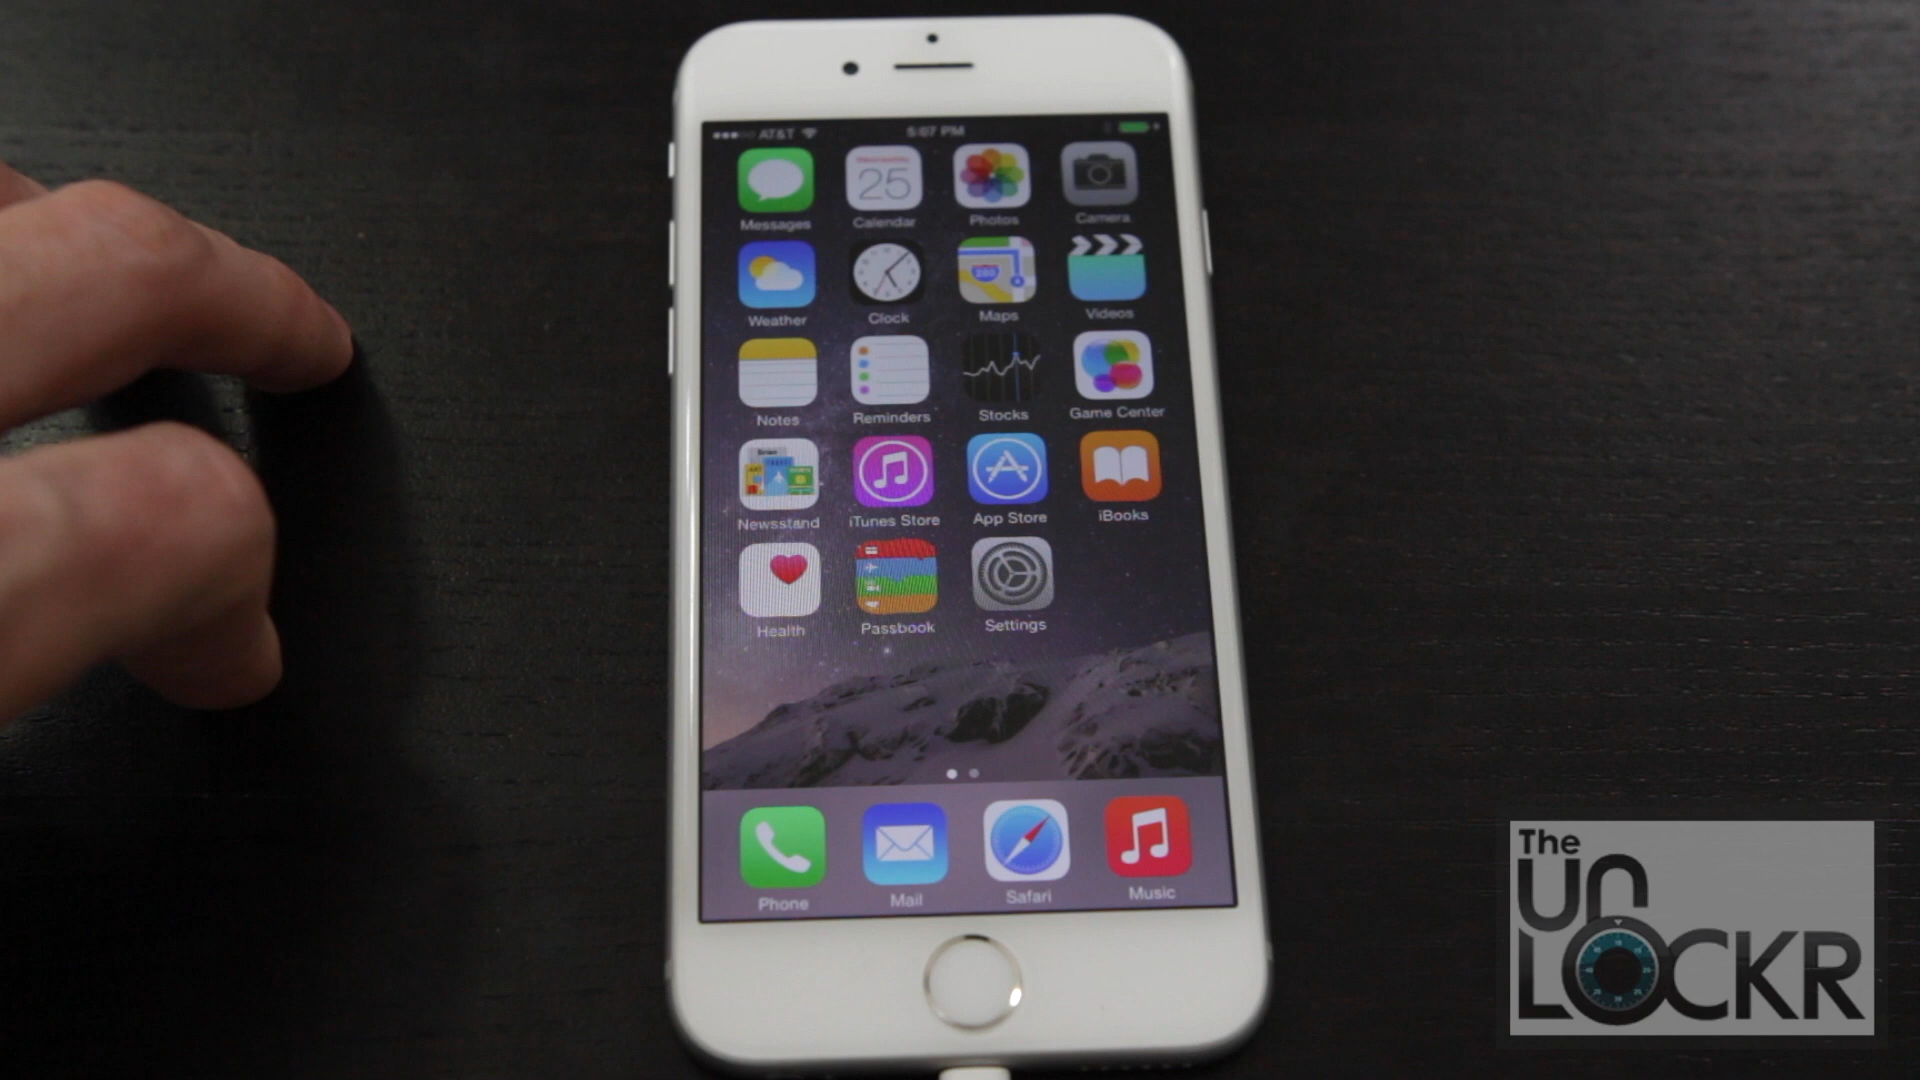 AT&T 5:07 PM
25
Messages Calendar Photos Camera
280
Weather Clock Maps Videos
Notes Reminders Stocks Game Center
Newsstand iTunes Store App Store iBooks
Health Passbook Settings
Phone Mail Safari Music
The
UN
LOCKR